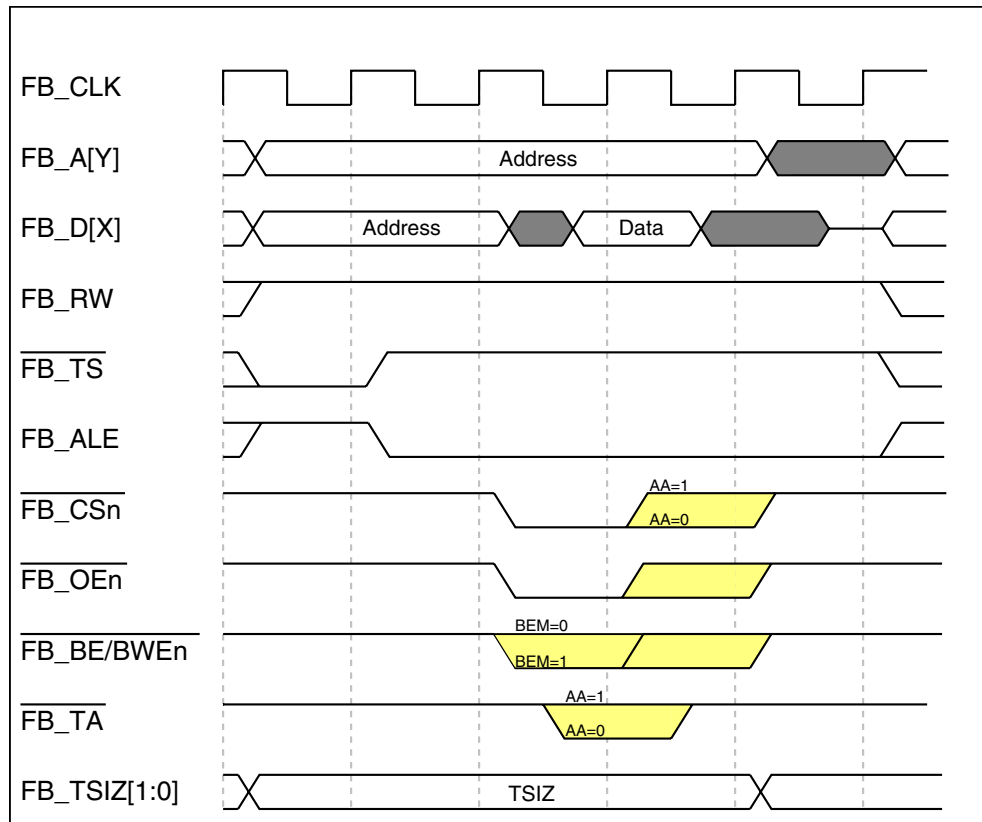 FB_CLK
FB_A[Y]
Address
FB_D[X]
Address
Data
FB_RW
FB_TS
FB_ALE
FB_CSn
AA=1
AA=0
FB_OEn
FB_BE/BWEn
BEM=0
BEM=1
FB_TA
AA=1
AA=0
FB_TSIZ[1:0]
TSIZ